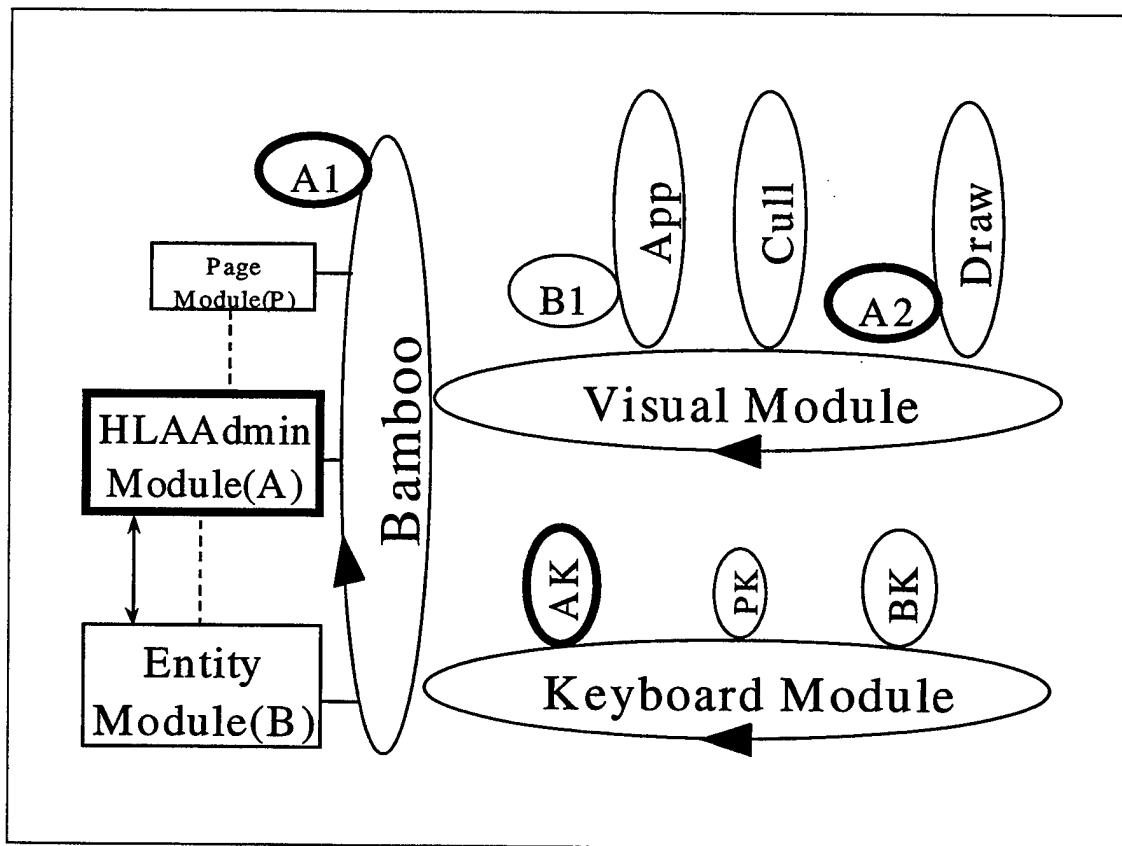 A1
Page
Module(P)
HLAAdmin
Module(A)
Entity
Module(B)
Bamboo
App
Cull
Draw
B1
A2
Visual Module
AK
PK
BK
Keyboard Module